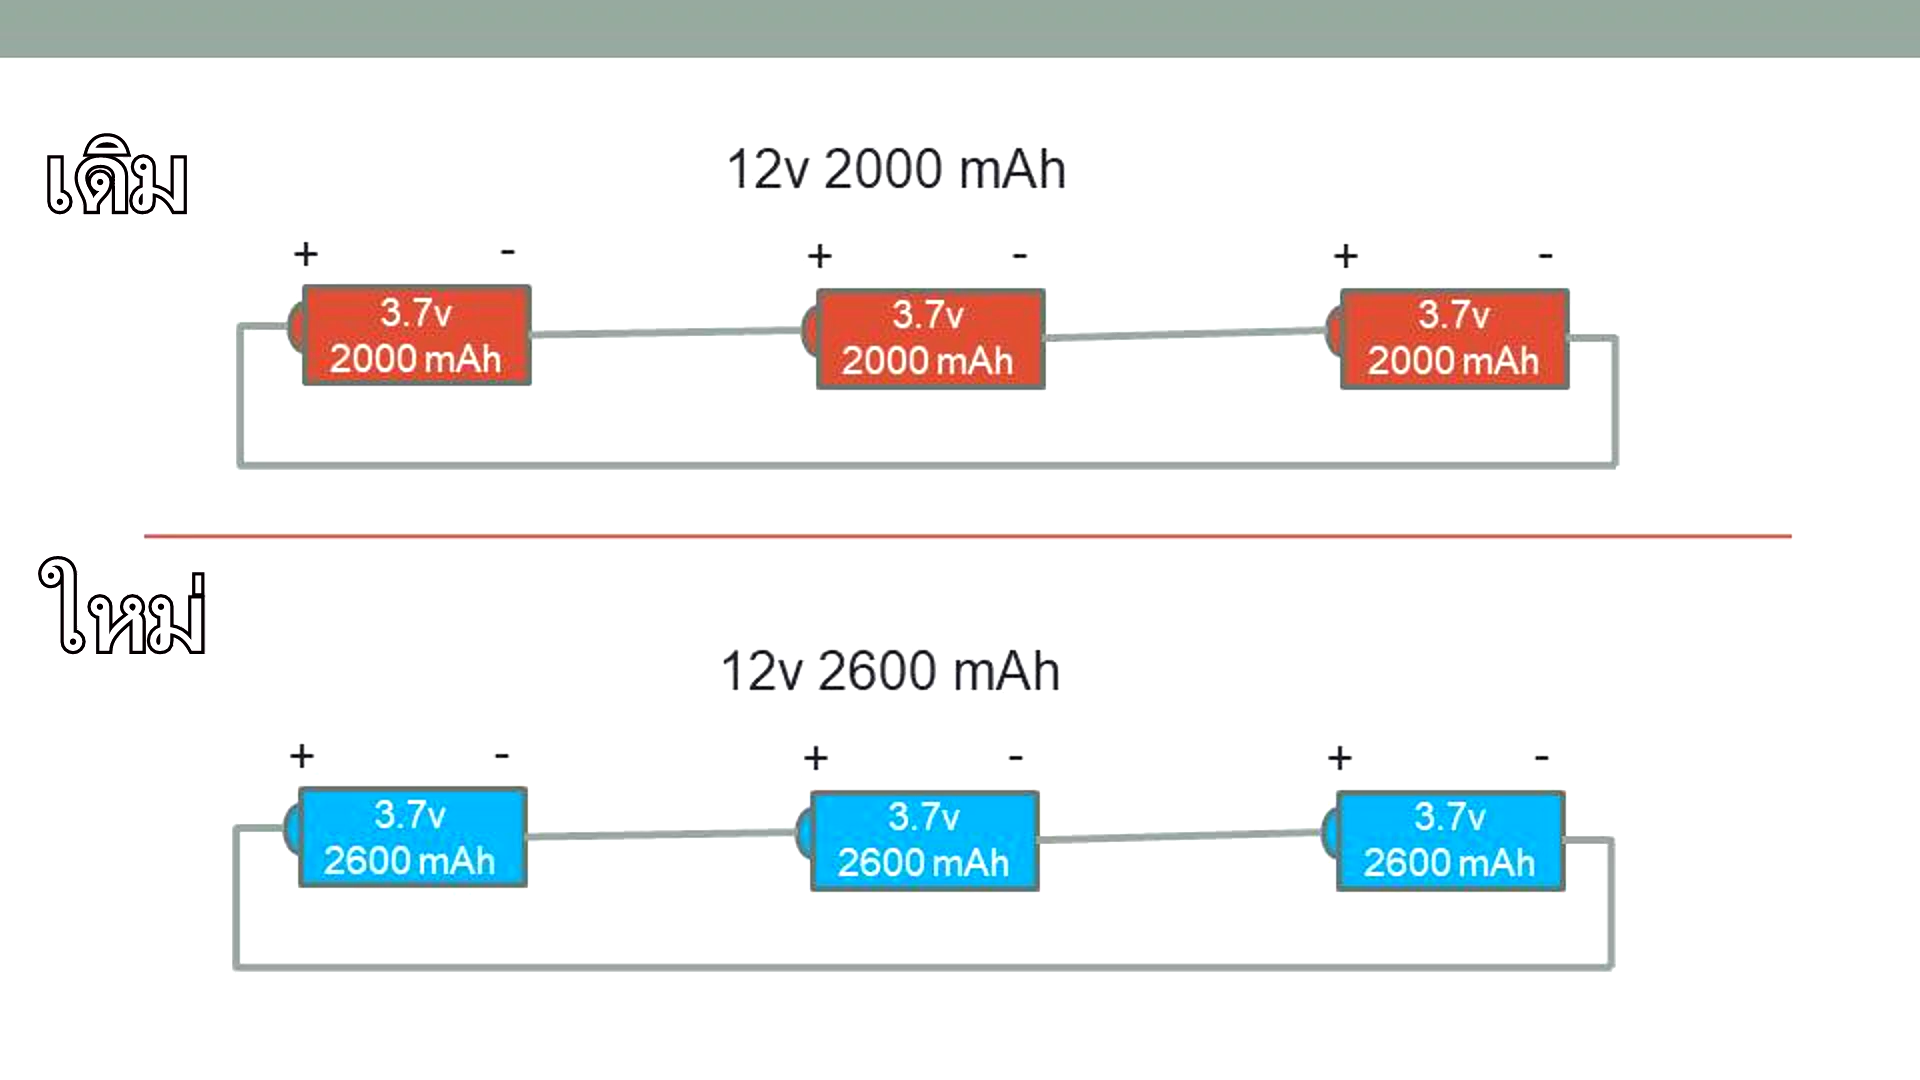 เดิม
12v 2000 mAh
+ - + - + -
3.7v 3.7v 3.7v
2000 mAh 2000 mAh 2000 mAh
ใหม่
12v 2600 mAh
+ - + - + -
3.7v 3.7v 3.7v
2600 mAh 2600 mAh 2600 mAh